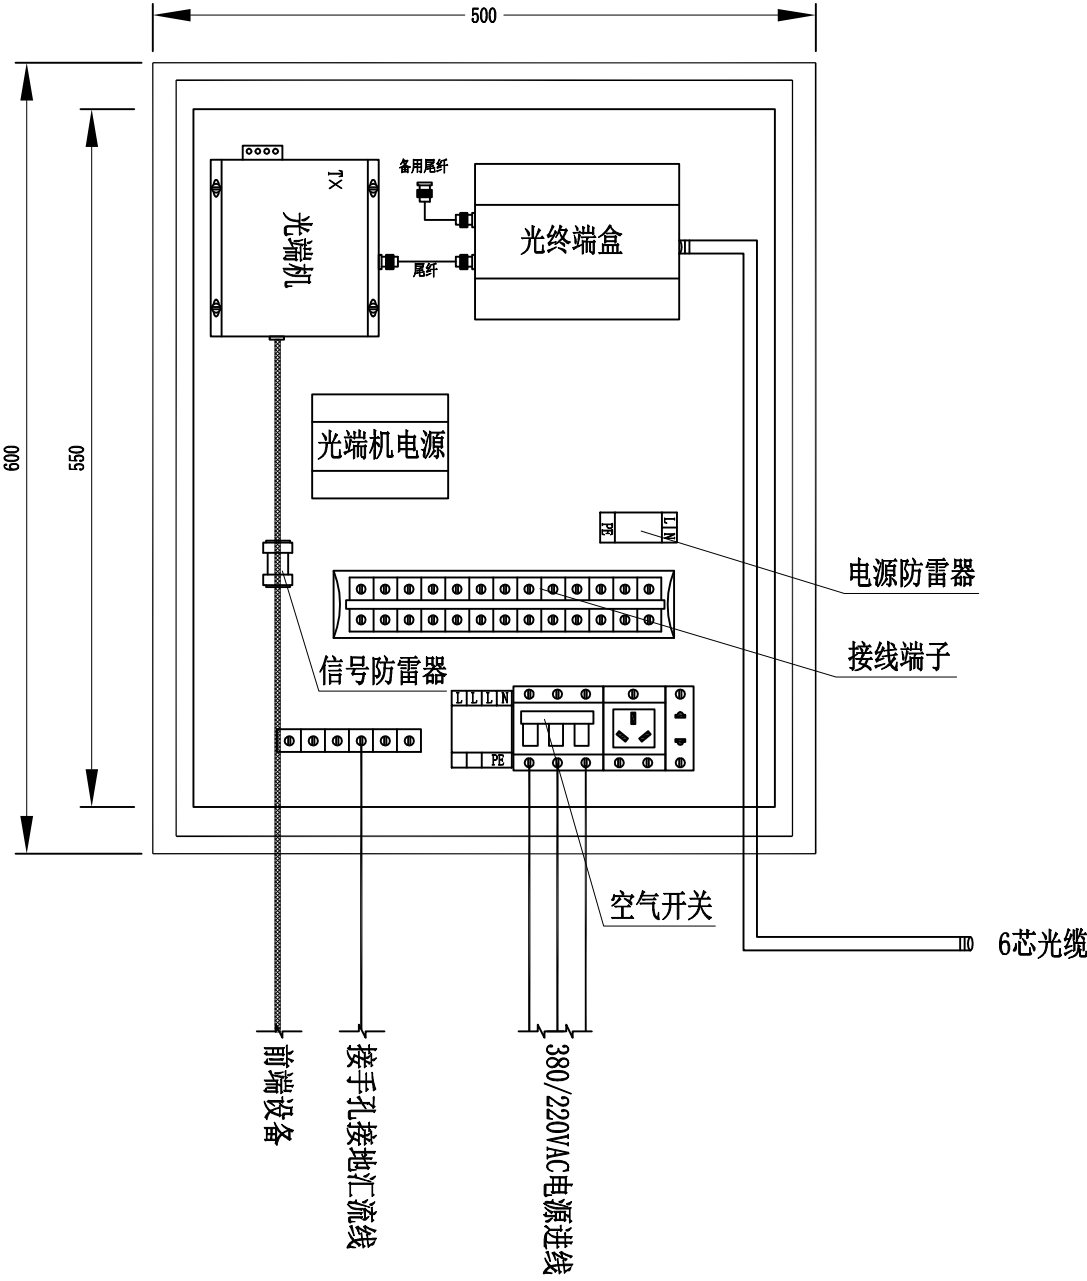 500
600
550
TX
光端机
备用尾纤
尾纤
光终端盒
光端机电源
PE
L
N
电源防雷器
接线端子
信号防雷器
L L L N
PE
空气开关
6芯光缆
前端设备
接手孔接地汇流线
380/220VAC电源进线